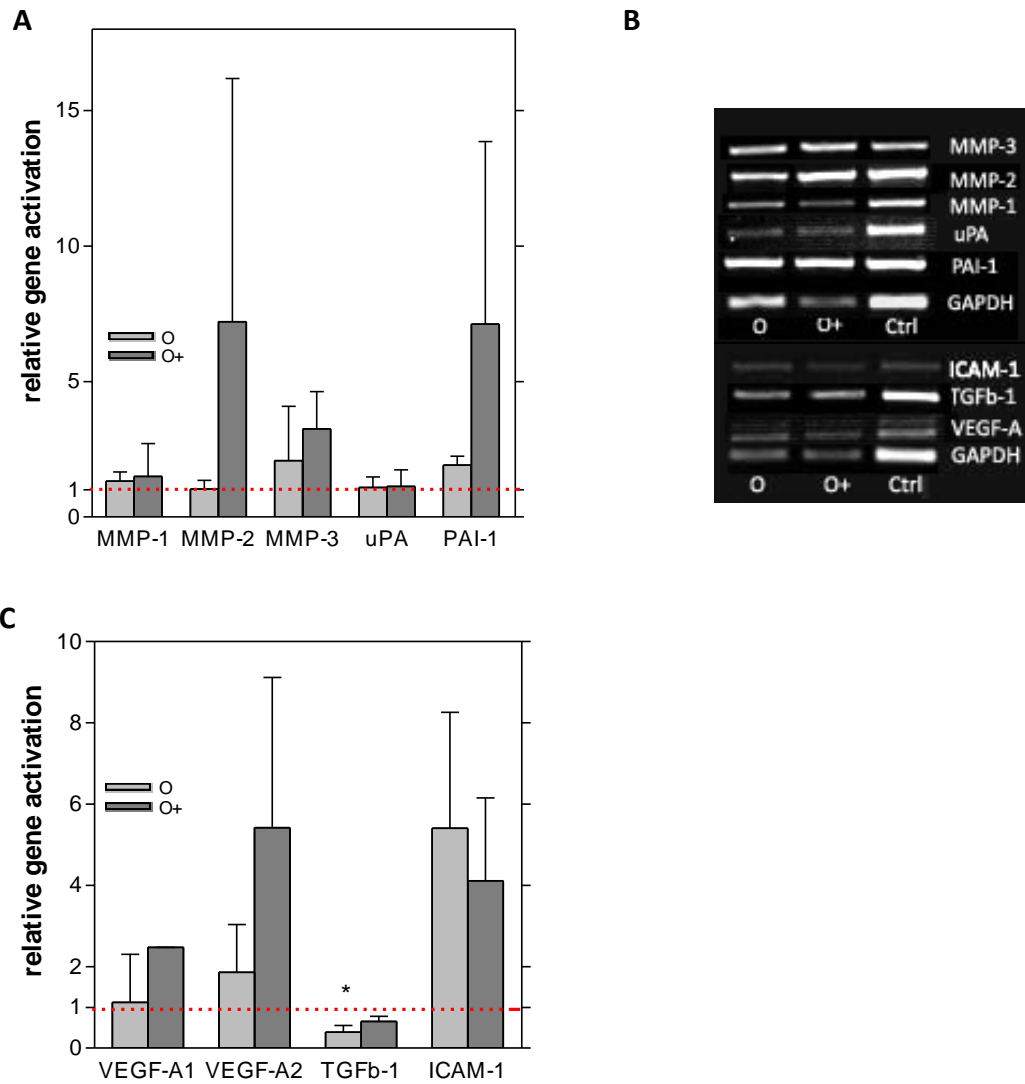 A
relative gene activation
15
10
5
1
0
O
O+
MMP-1 MMP-2 MMP-3 uPA PAI-1
B
MMP-3
MMP-2
MMP-1
uPA
PAI-1
GAPDH
O O+ Ctrl
ICAM-1
TGFb-1
VEGF-A
GAPDH
O O+ Ctrl
C
relative gene activation
10
8
6
4
2
1
0
O
O+
*
VEGF-A1 VEGF-A2 TGFb-1 ICAM-1